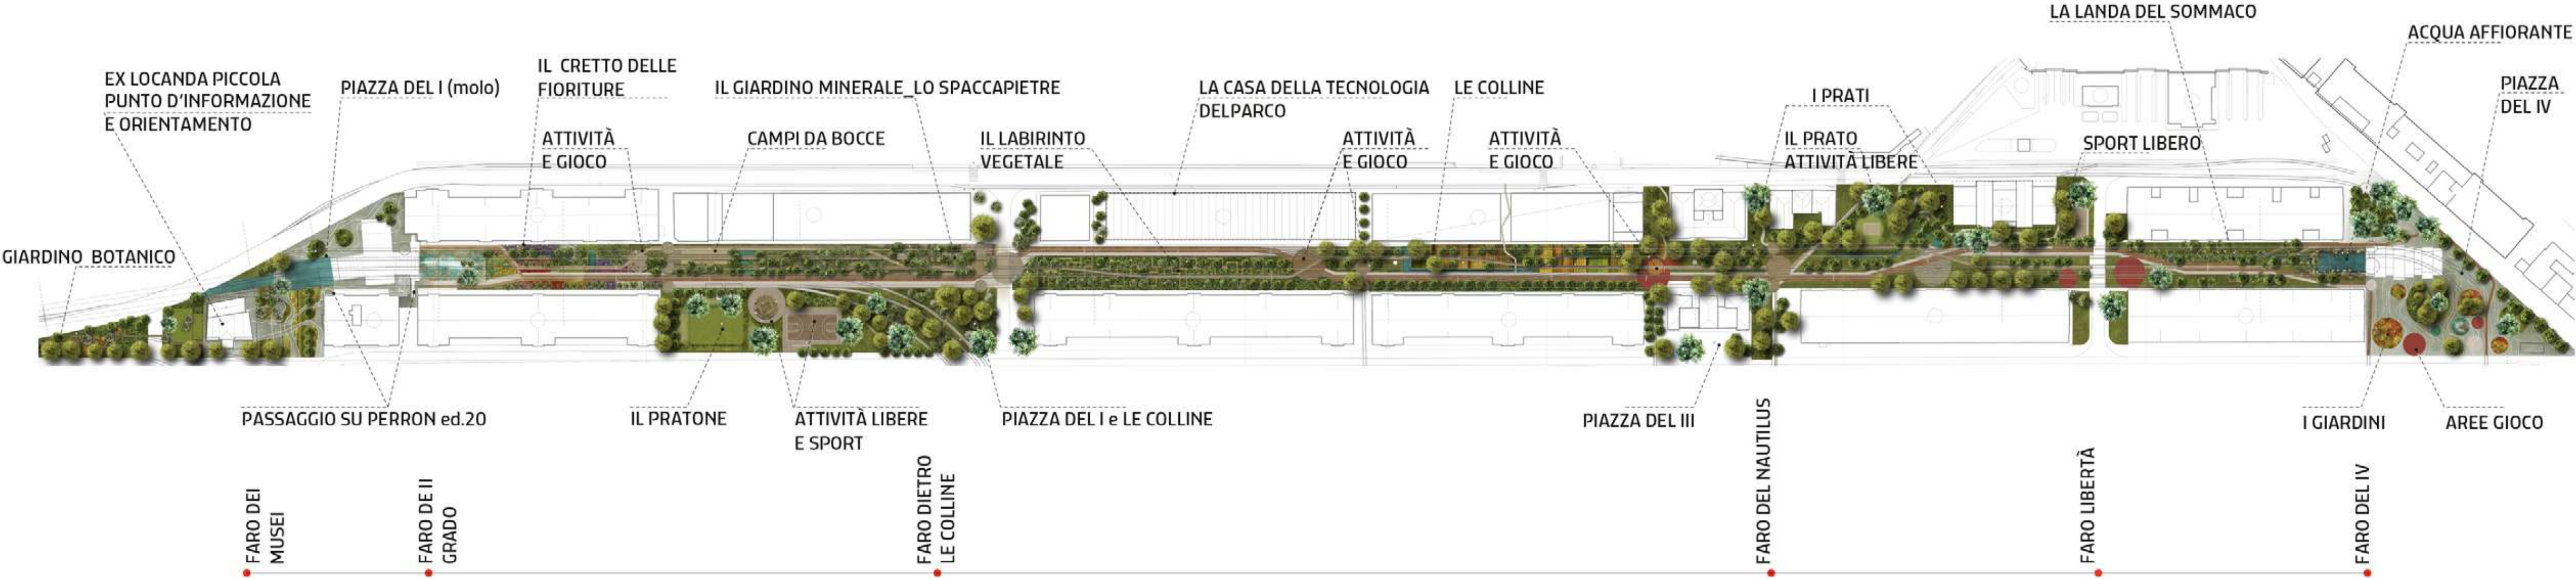 LA LANDA DEL SOMMACO
ACQUA AFFIORANTE
EX LOCANDA PICCOLA
PUNTO D'INFORMAZIONE
E ORIENTAMENTO
PIAZZA DEL I (molo)
IL CRETTO DELLE
FIORITURE
IL GIARDINO MINERALE_LO SPACCAPIETRE
LA CASA DELLA TECNOLOGIA
DELPARCO
LE COLLINE
I PRATI
PIAZZA
DEL IV
ATTIVITÀ
E GIOCO
CAMPI DA BOCCE
IL LABIRINTO
VEGETALE
ATTIVITÀ
E GIOCO
ATTIVITÀ
E GIOCO
IL PRATO
ATTIVITÀ LIBERE
SPORT LIBERO
GIARDINO BOTANICO
PASSAGGIO SU PERRON ed.20
IL PRATONE
ATTIVITÀ LIBERE
E SPORT
PIAZZA DEL I e LE COLLINE
PIAZZA DEL III
I GIARDINI
AREE GIOCO
FARO DEI
MUSEI
FARO DE II
GRADO
FARO DIETRO
LE COLLINE
FARO DEL NAUTILUS
FARO LIBERTÀ
FARO DEL IV